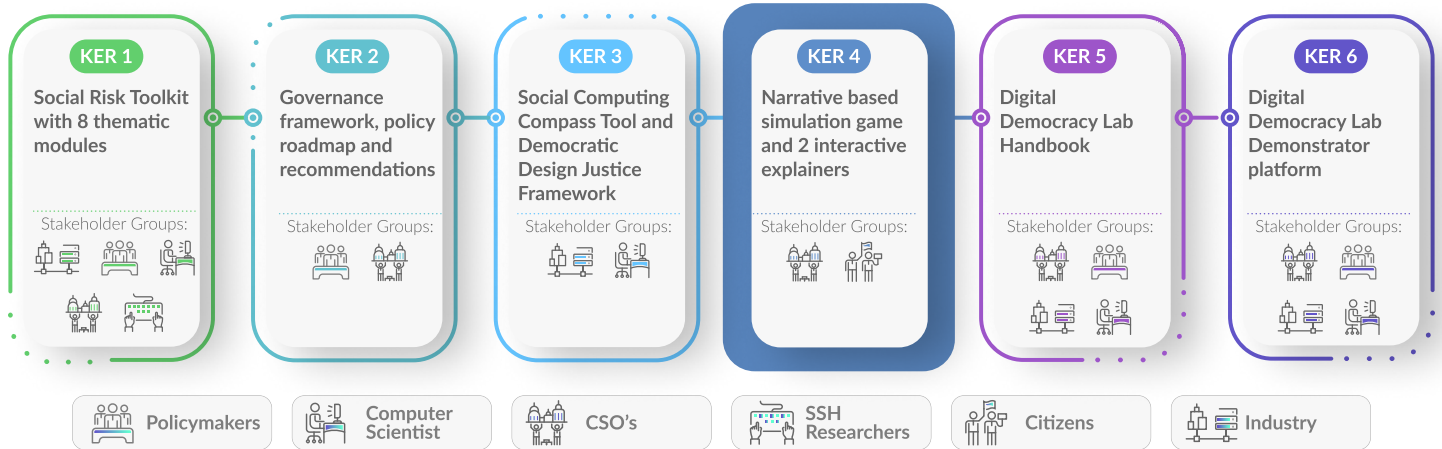 KER 1
Social Risk Toolkit
with 8 thematic
modules
Stakeholder Groups:
KER 2
Governance
framework, policy
roadmap and
recommendations
Stakeholder Groups:
KER 3
Social Computing
Compass Tool and
Democratic
Design Justice
Framework
Stakeholder Groups:
KER 4
Narrative based
simulation game
and 2 interactive
explainers
Stakeholder Groups:
KER 5
Digital
Democracy Lab
Handbook
Stakeholder Groups:
KER 6
Digital
Democracy Lab
Demonstrator
platform
Stakeholder Groups:
Policymakers
Computer
Scientist
CSO's
SSH
Researchers
Citizens
Industry